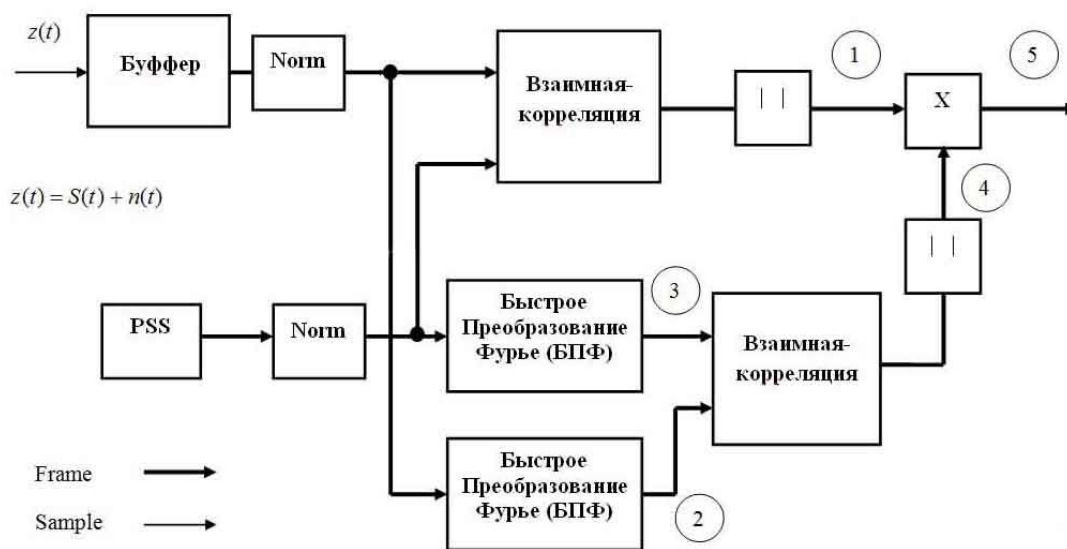 z(t)
Буффер
Norm
Взаимная-
корреляция
| |
1
X
5
z(t) = S(t) + n(t)
4
| |
PSS
Norm
Быстрое
Преобразование
Фурье (БПФ)
3
Взаимная-
корреляция
Быстрое
Преобразование
Фурье (БПФ)
2
Frame
Sample